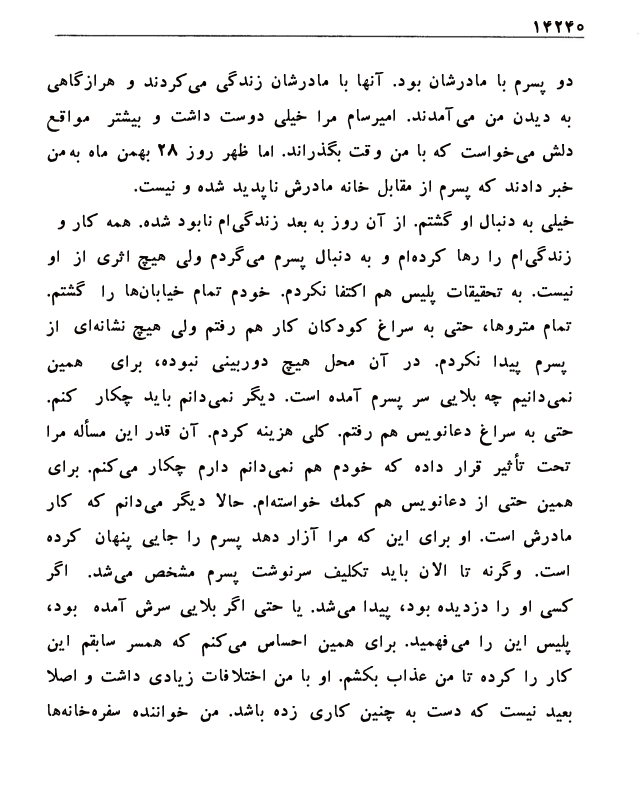 ۱۴۲۴۰
دو پسرم با مادرشان بود. آنها با مادرشان زندگی می‌کردند و هرازگاهی
به دیدن من می‌آمدند. امیرسام مرا خیلی دوست داشت و بیشتر مواقع
دلش می‌خواست که با من وقت بگذراند. اما ظهر روز ۲۸ بهمن ماه به‌من
خبر دادند که پسرم از مقابل خانه مادرش ناپدید شده و نیست.
خیلی به دنبال او گشتم. از آن روز به بعد زندگی‌ام نابود شده. همه کار و
زندگی‌ام را رها کرده‌ام و به دنبال پسرم می‌گردم ولی هیچ اثری از او
نیست. به تحقیقات پلیس هم اکتفا نکردم. خودم تمام خیابان‌ها را گشتم.
تمام متروها، حتی به سراغ کودکان کار هم رفتم ولی هیچ نشانه‌ای از
پسرم پیدا نکردم. در آن محل هیچ دوربینی نبوده، برای همین
نمی‌دانیم چه بلایی سر پسرم آمده است. دیگر نمی‌دانم باید چکار کنم.
حتی به سراغ دعانویس هم رفتم. کلی هزینه کردم. آن قدر این مسأله مرا
تحت تأثیر قرار داده که خودم هم نمی‌دانم دارم چکار می‌کنم. برای
همین حتی از دعانویس هم کمك خواسته‌ام. حالا دیگر می‌دانم که کار
مادرش است. او برای این که مرا آزار دهد پسرم را جایی پنهان کرده
است. وگرنه تا الان باید تکلیف سرنوشت پسرم مشخص می‌شد. اگر
کسی او را دزدیده بود، پیدا می‌شد. یا حتی اگر بلایی سرش آمده بود،
پلیس این را می‌فهمید. برای همین احساس می‌کنم که همسر سابقم این
کار را کرده تا من عذاب بکشم. او با من اختلافات زیادی داشت و اصلا
بعید نیست که دست به چنین کاری زده باشد. من خواننده سفره‌خانه‌ها